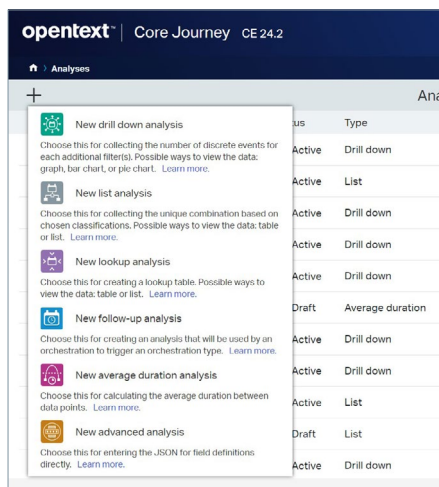 opentext™ | Core Journey CE 24.2
Analyses
Ana
New drill down analysis
Choose this for collecting the number of discrete events for
each additional filter(s). Possible ways to view the data:
graph, bar chart, or pie chart. Learn more.
New list analysis
Choose this for collecting the unique combination based on
chosen classifications. Possible ways to view the data: table
or list. Learn more.
New lookup analysis
Choose this for creating a lookup table. Possible ways to
view the data: table or list. Learn more.
New follow-up analysis
Choose this for creating an analysis that will be used by an
orchestration to trigger an orchestration type. Learn more.
New average duration analysis
Choose this for calculating the average duration between
data points. Learn more.
New advanced analysis
Choose this for entering the JSON for field definitions
directly. Learn more.
tus Type
Active Drill down
Active List
Active Drill down
Active Drill down
Active Drill down
Draft Average duration
Active Drill down
Active Drill down
Active List
Draft List
Active Drill down